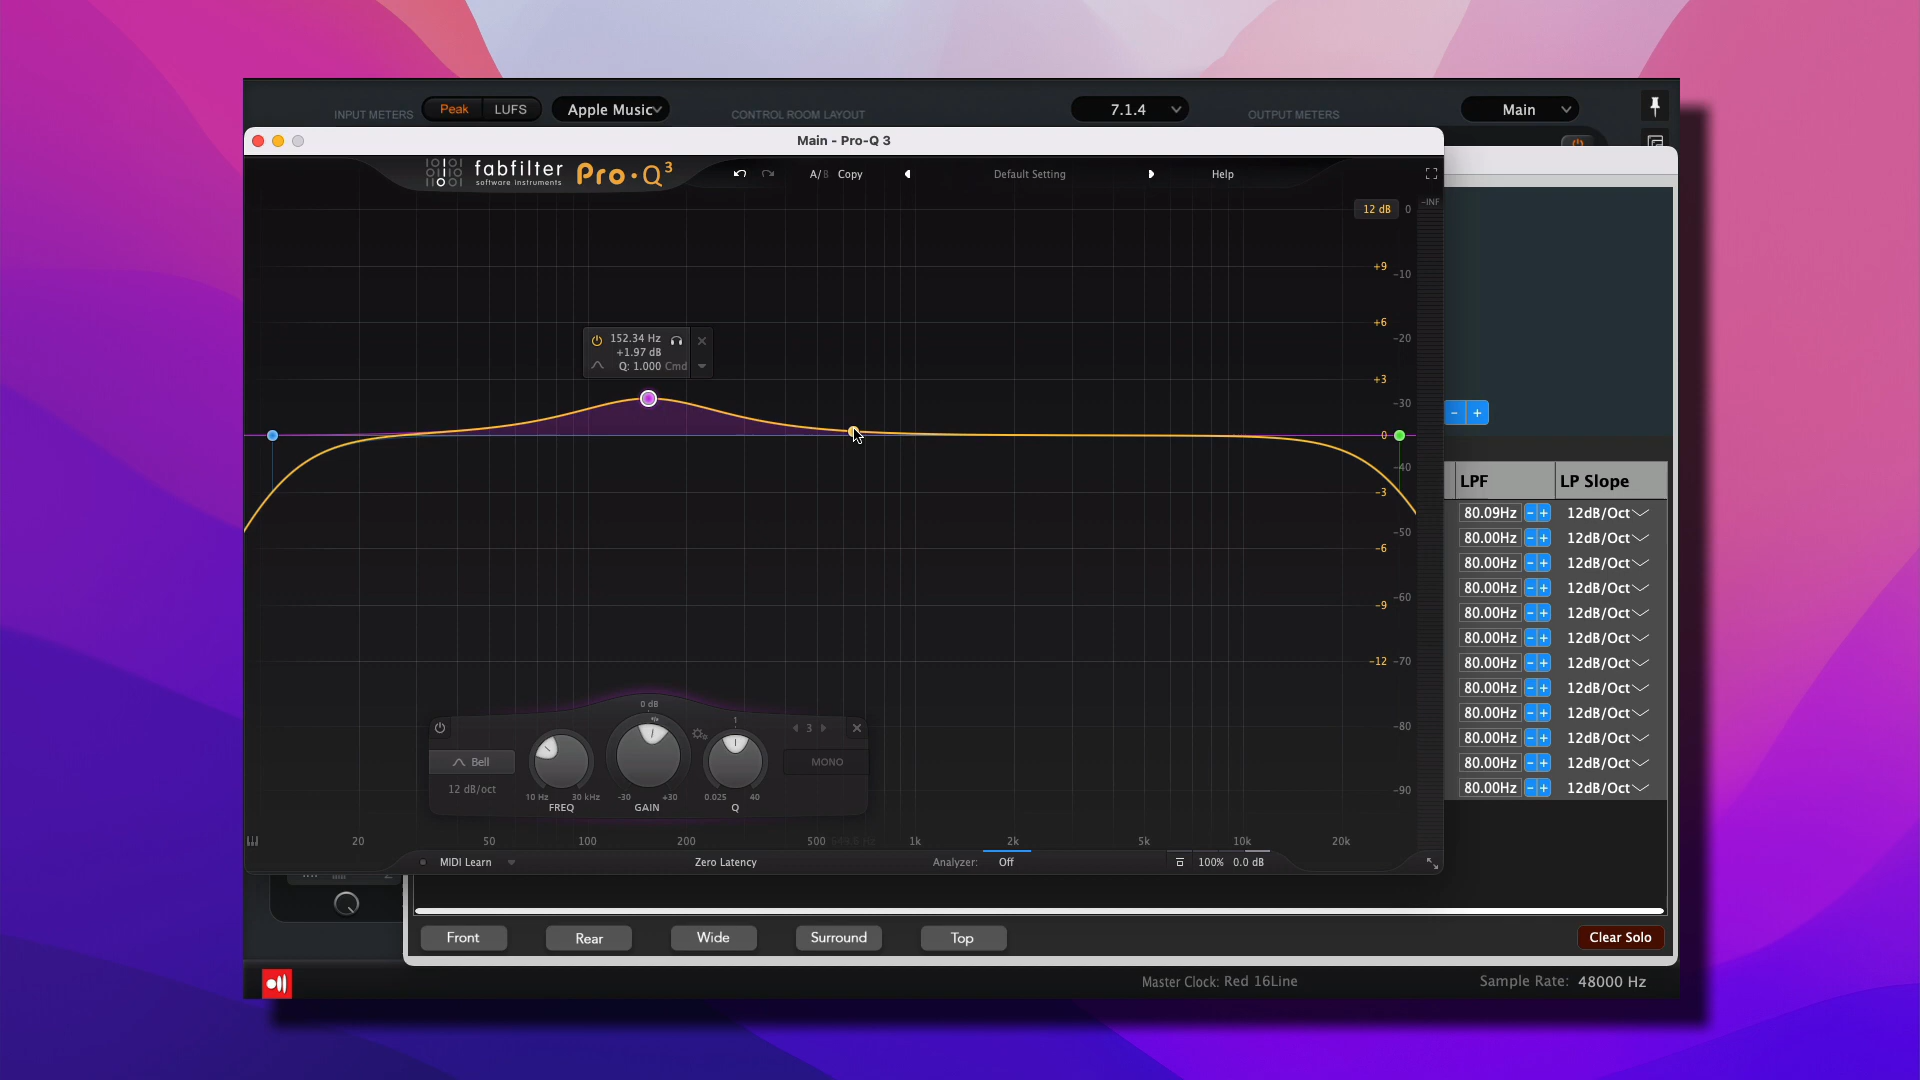 INPUT METERS Peak LUFS Apple Music CONTROL ROOM LAYOUT 7.1.4 OUTPUT METERS Main
Main - Pro-Q 3
fabfilter Pro·Q3
software instruments
A/B Copy Default Setting Help
12 dB 0 -INF
+9 -10
+6 -20
152.34 Hz
+1.97 dB
Q: 1.000 Cmd
+3 -30
- +
0 -40
-3 -50
-6 -60
-9
-12 -70
-80
-90
LPF LP Slope
80.09Hz - + 12dB/Oct
80.00Hz - + 12dB/Oct
80.00Hz - + 12dB/Oct
80.00Hz - + 12dB/Oct
80.00Hz - + 12dB/Oct
80.00Hz - + 12dB/Oct
80.00Hz - + 12dB/Oct
80.00Hz - + 12dB/Oct
80.00Hz - + 12dB/Oct
80.00Hz - + 12dB/Oct
80.00Hz - + 12dB/Oct
80.00Hz - + 12dB/Oct
0 dB
1
3
Bell MONO
12 dB/oct
10 Hz 30 kHz -30 +30 0.025 40
FREQ GAIN Q
20 50 100 200 500 1k 2k 5k 10k 20k
MIDI Learn Zero Latency Analyzer: Off 100% 0.0 dB
Front Rear Wide Surround Top Clear Solo
Master Clock: Red 16Line Sample Rate: 48000 Hz